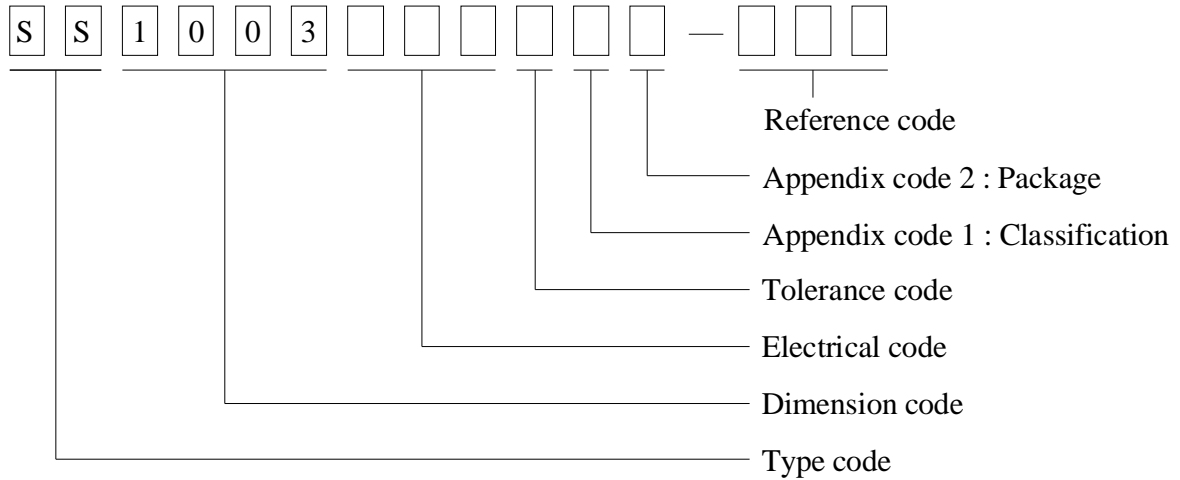 S S 1 0 0 3 —
Reference code
Appendix code 2 : Package
Appendix code 1 : Classification
Tolerance code
Electrical code
Dimension code
Type code